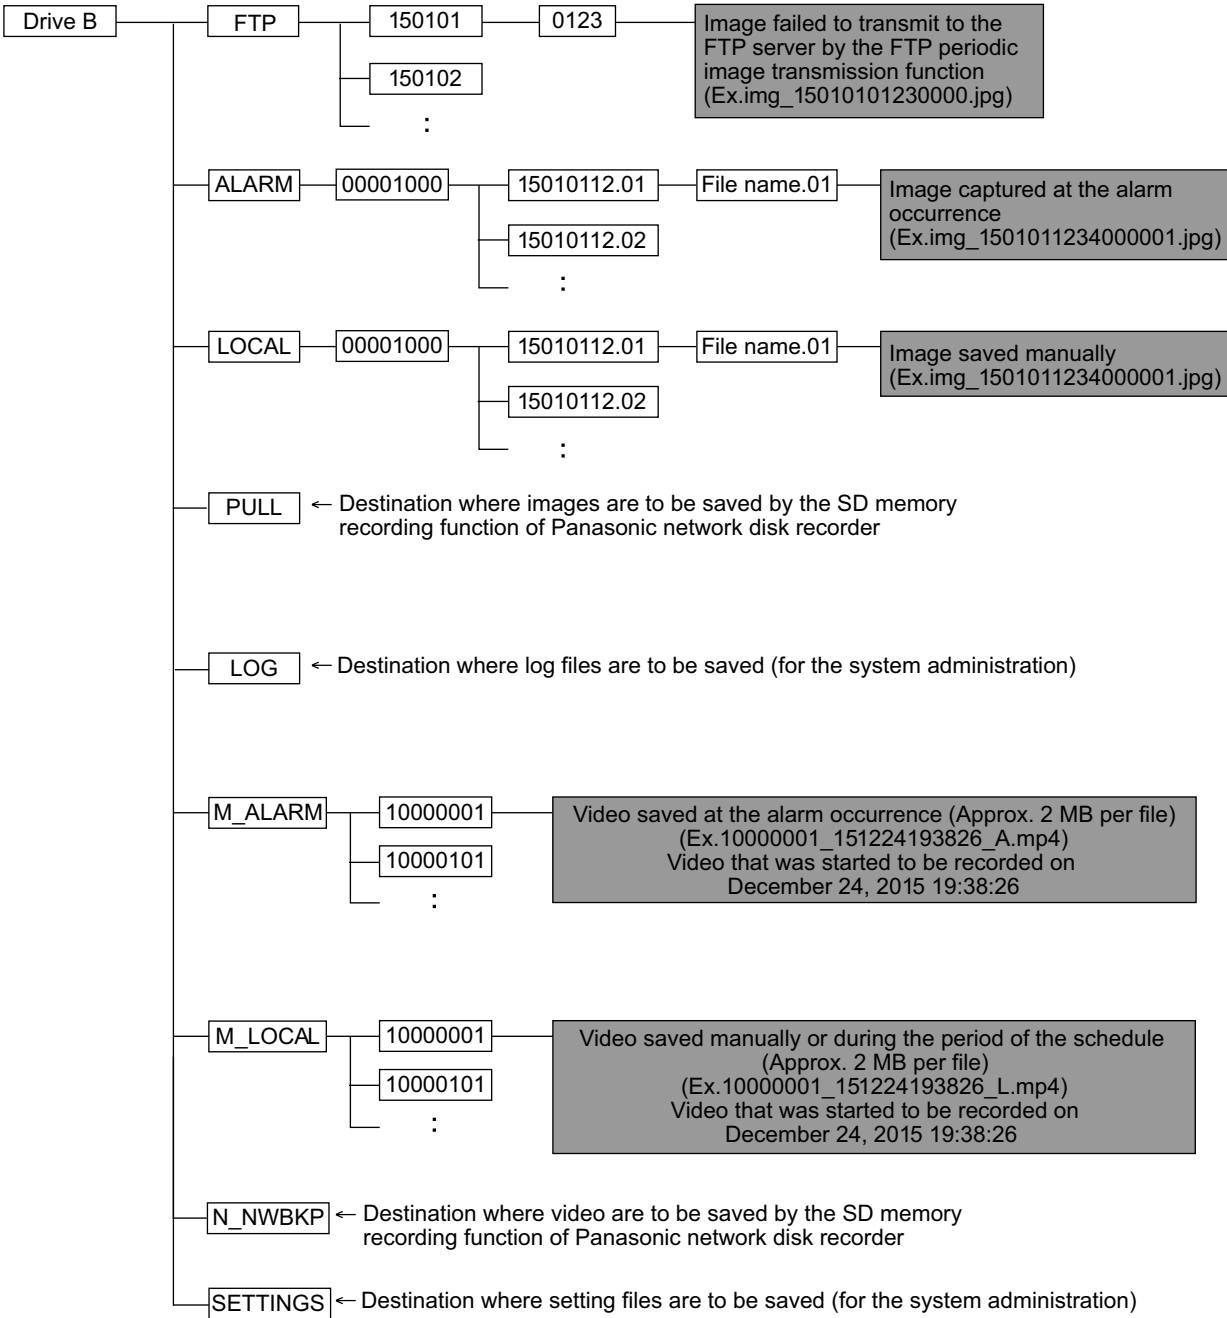 Drive B
FTP
150101
0123
Image failed to transmit to the
FTP server by the FTP periodic
image transmission function
(Ex.img_15010101230000.jpg)
150102
:
ALARM
00001000
15010112.01
File name.01
Image captured at the alarm
occurrence
(Ex.img_1501011234000001.jpg)
15010112.02
:
LOCAL
00001000
15010112.01
File name.01
Image saved manually
(Ex.img_1501011234000001.jpg)
15010112.02
:
PULL
← Destination where images are to be saved by the SD memory
recording function of Panasonic network disk recorder
LOG
← Destination where log files are to be saved (for the system administration)
M_ALARM
10000001
Video saved at the alarm occurrence (Approx. 2 MB per file)
(Ex.10000001_151224193826_A.mp4)
Video that was started to be recorded on
December 24, 2015 19:38:26
10000101
:
M_LOCAL
10000001
Video saved manually or during the period of the schedule
(Approx. 2 MB per file)
(Ex.10000001_151224193826_L.mp4)
Video that was started to be recorded on
December 24, 2015 19:38:26
10000101
:
N_NWBKP
← Destination where video are to be saved by the SD memory
recording function of Panasonic network disk recorder
SETTINGS
← Destination where setting files are to be saved (for the system administration)